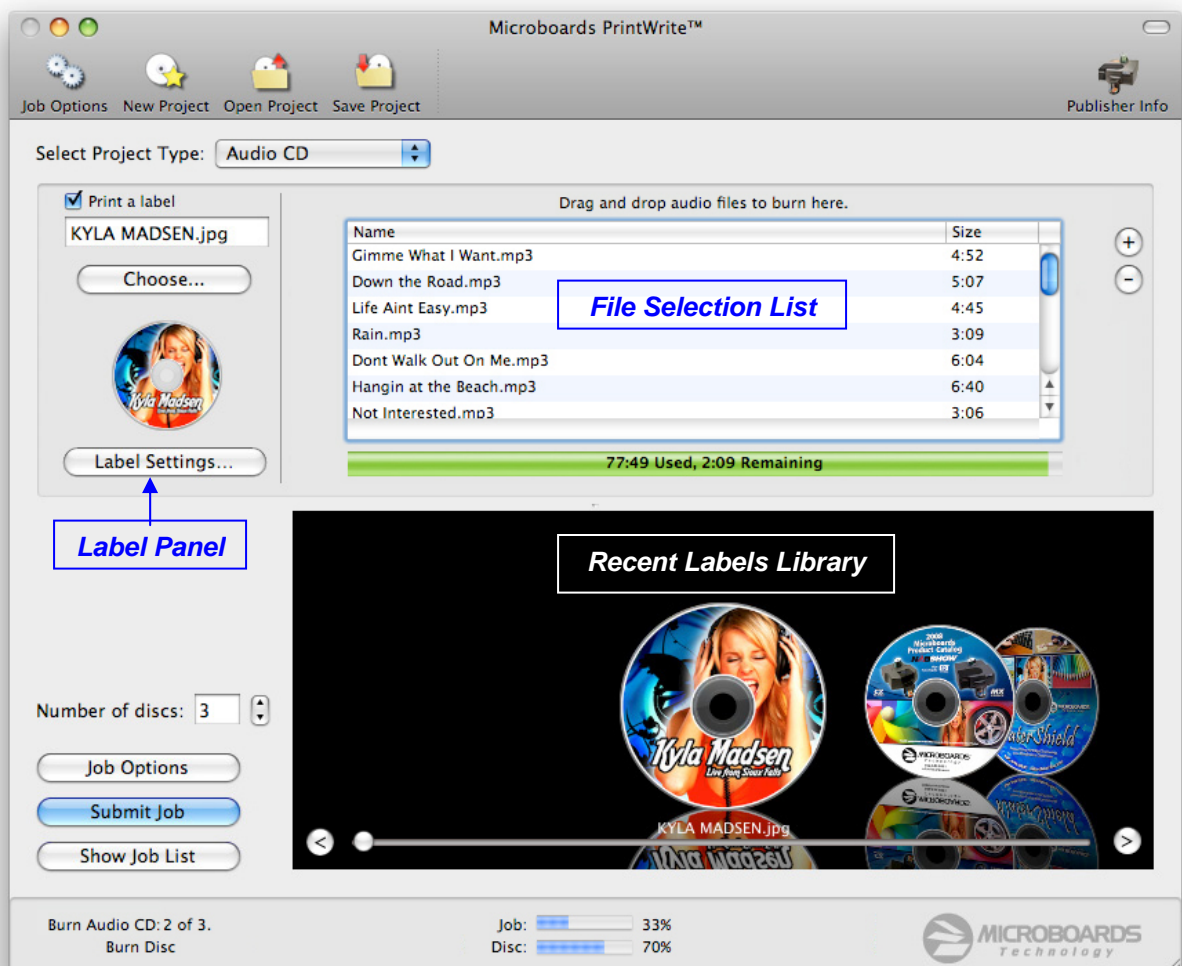 Microboards PrintWrite™
Job Options New Project Open Project Save Project Publisher Info
Select Project Type: Audio CD
Print a label
KYLA MADSEN.jpg
Choose...
Kyla Madsen
Label Settings...
Label Panel
Drag and drop audio files to burn here.
Name Size
Gimme What I Want.mp3 4:52
Down the Road.mp3 5:07
Life Aint Easy.mp3 4:45
Rain.mp3 3:09
Dont Walk Out On Me.mp3 6:04
Hangin at the Beach.mp3 6:40
Not Interested.mp3 3:06
File Selection List
+
-
77:49 Used, 2:09 Remaining
Recent Labels Library
Kyla Madsen
Live from Sioux Falls
2008
Microboards
Product Catalog
MICROBOARDS
KYLA MADSEN.jpg
<
>
Number of discs: 3
Job Options
Submit Job
Show Job List
Burn Audio CD: 2 of 3.
Burn Disc
Job: 33%
Disc: 70%
MICROBOARDS
Technology